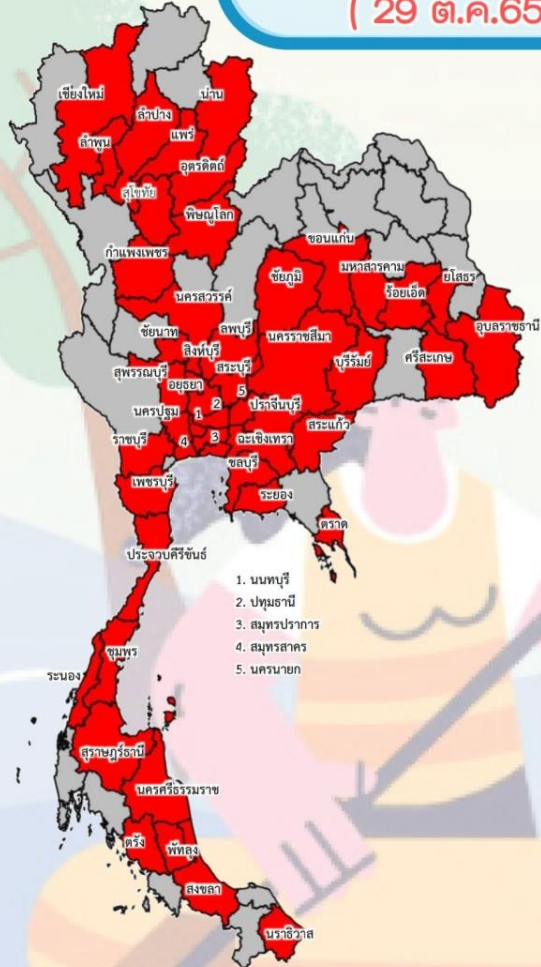 ( 29 ต.ค.65
เชียงใหม่
น่าน
ลำปาง
แพร่
ลำพูน
อุตรดิตถ์
สุโขทัย
พิษณุโลก
กำแพงเพชร
ขอนแก่น
มหาสารคาม
ชัยภูมิ
ยโสธร
ร้อยเอ็ด
นครสวรรค์
อุบลราชธานี
ชัยนาท
ลพบุรี
นครราชสีมา
สิงห์บุรี
บุรีรัมย์
ศรีสะเกษ
สุพรรณบุรี
สระบุรี
อยุธยา
5
2
ปราจีนบุรี
นครปฐม
1
สระแก้ว
ราชบุรี
4
3
ฉะเชิงเทรา
ชลบุรี
เพชรบุรี
ระยอง
ตราด
ประจวบคีรีขันธ์
1. นนทบุรี
2. ปทุมธานี
3. สมุทรปราการ
4. สมุทรสาคร
5. นครนายก
ชุมพร
ระนอง
สุราษฎร์ธานี
นครศรีธรรมราช
ตรัง
พัทลุง
สงขลา
นราธิวาส